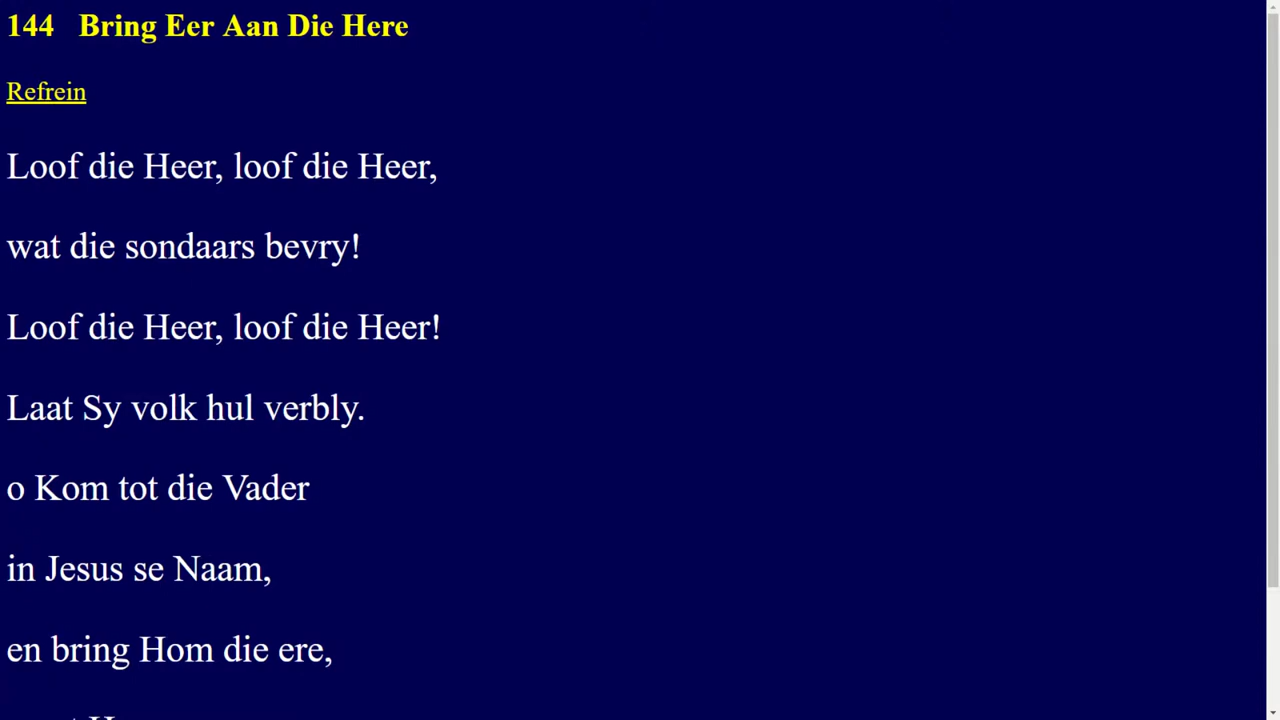 144 Bring Eer Aan Die Here
Refrein
Loof die Heer, loof die Heer,
wat die sondaars bevry!
Loof die Heer, loof die Heer!
Laat Sy volk hul verbly.
o Kom tot die Vader
in Jesus se Naam,
en bring Hom die ere,